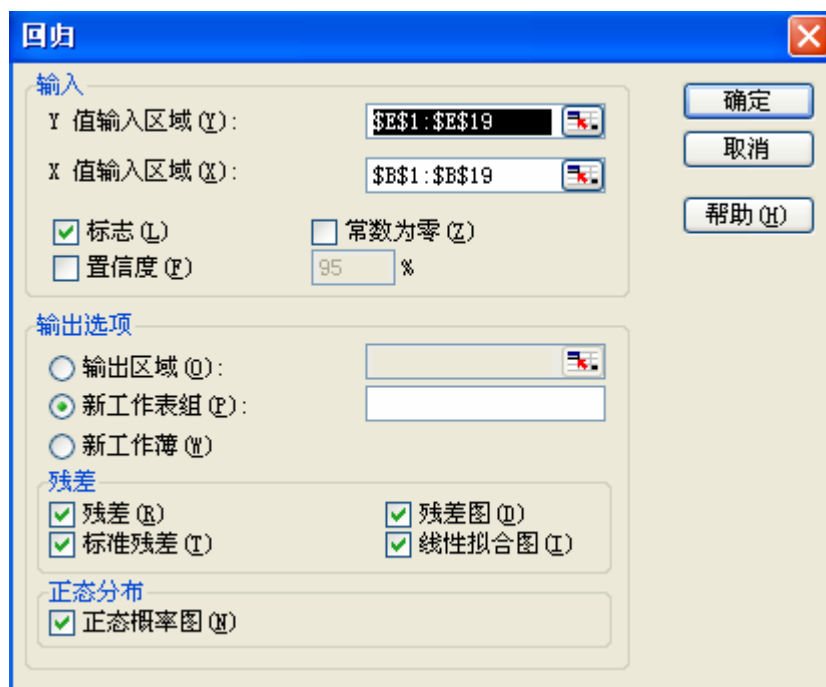 回归
输入
Y 值输入区域(Y): $E$1:$E$19
X 值输入区域(X): $B$1:$B$19
标志(L) 常数为零(Z)
置信度(F) 95 %
确定
取消
帮助(H)
输出选项
输出区域(O):
新工作表组(P):
新工作薄(W)
残差
残差(R) 残差图(D)
标准残差(T) 线性拟合图(I)
正态分布
正态概率图(N)